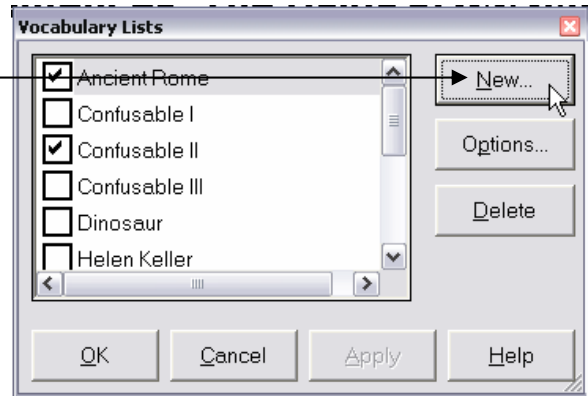 Vocabulary Lists
Ancient Rome
Confusable I
Confusable II
Confusable III
Dinosaur
Helen Keller
New...
Options...
Delete
OK Cancel Apply Help